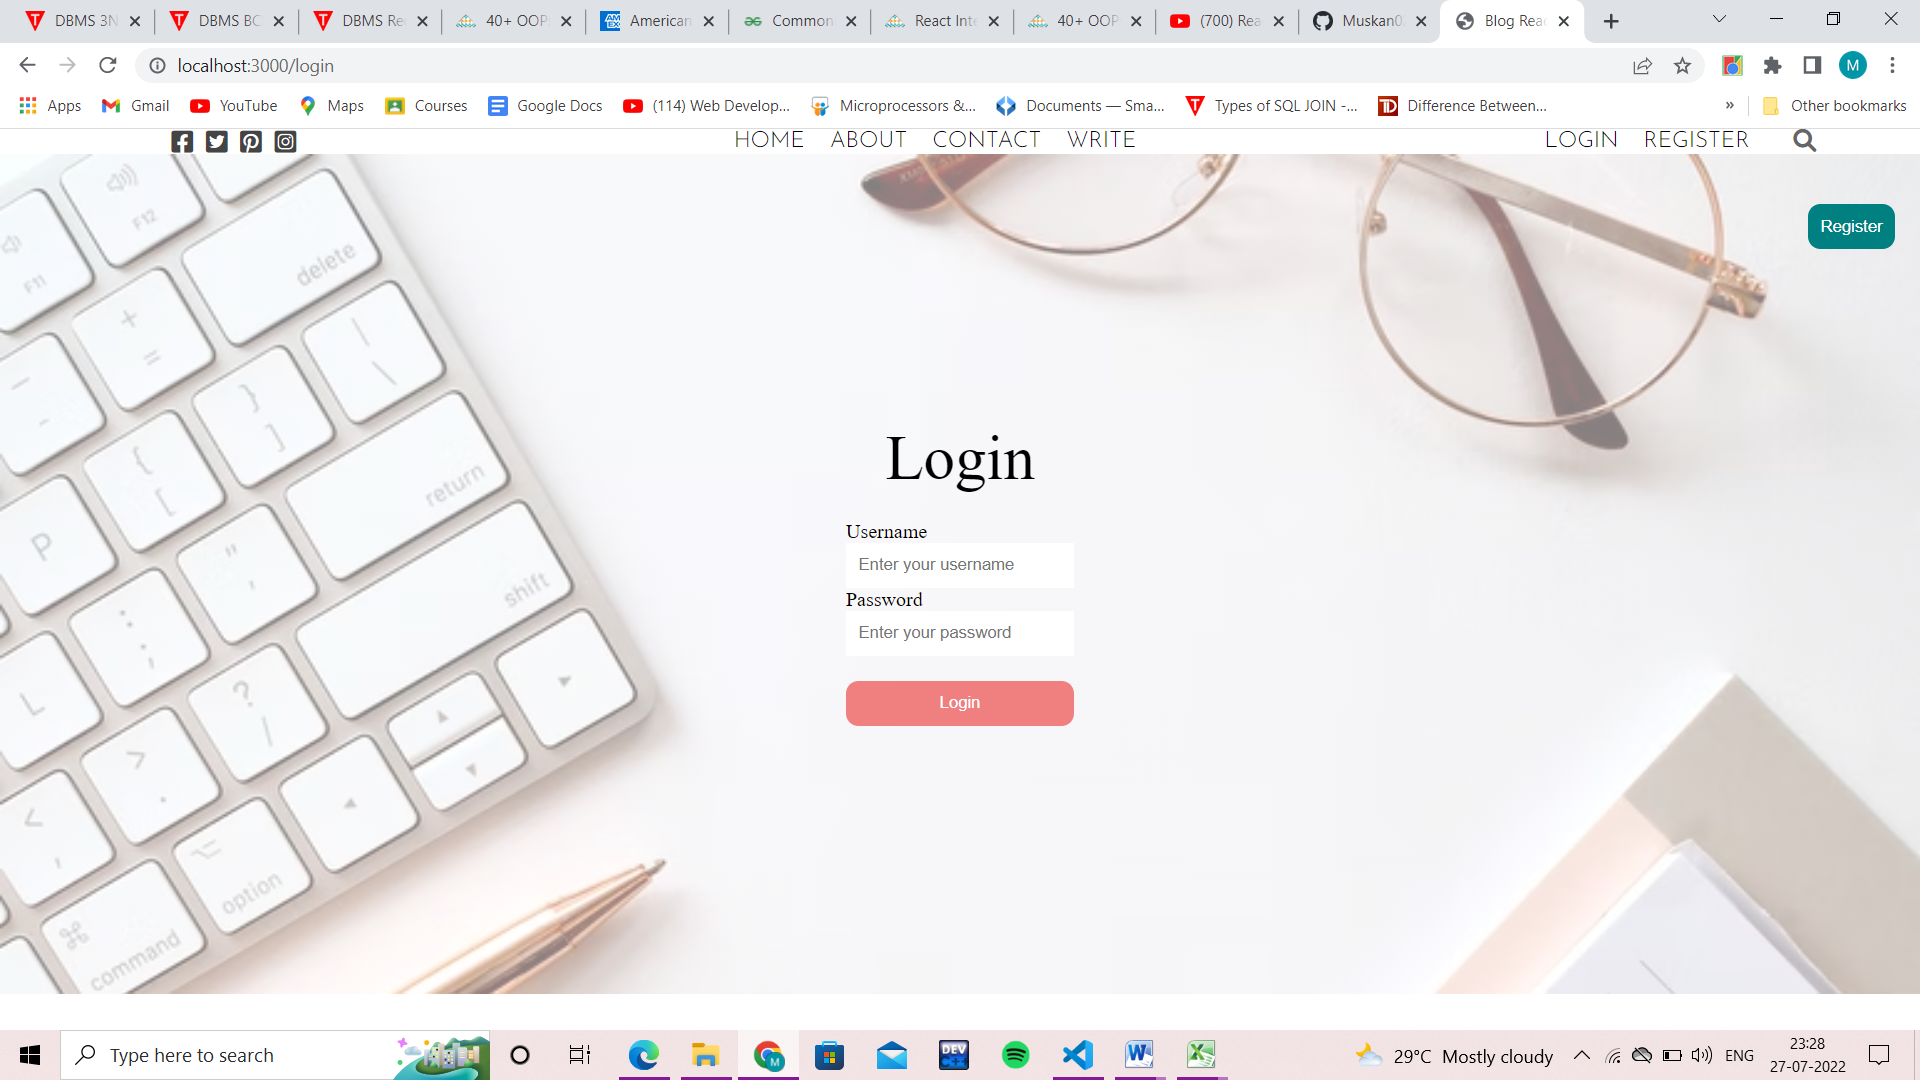 DBMS 3N
DBMS BC
DBMS Re
40+ OOP
American
Common
React Inte
40+ OOP
(700) Rea
Muskan0
Blog Reac
localhost:3000/login
M
Apps
Gmail
YouTube
Maps
Courses
Google Docs
(114) Web Develop...
Microprocessors &...
Documents — Sma...
Types of SQL JOIN -...
Difference Between...
»
Other bookmarks
HOME ABOUT CONTACT WRITE
LOGIN REGISTER
Register
F12
F11
delete
+
=
return
P
shift
L
?
/
option
command
Login
Username
Enter your username
Password
Enter your password
Login
Type here to search
DEV
29°C Mostly cloudy
ENG
23:28
27-07-2022